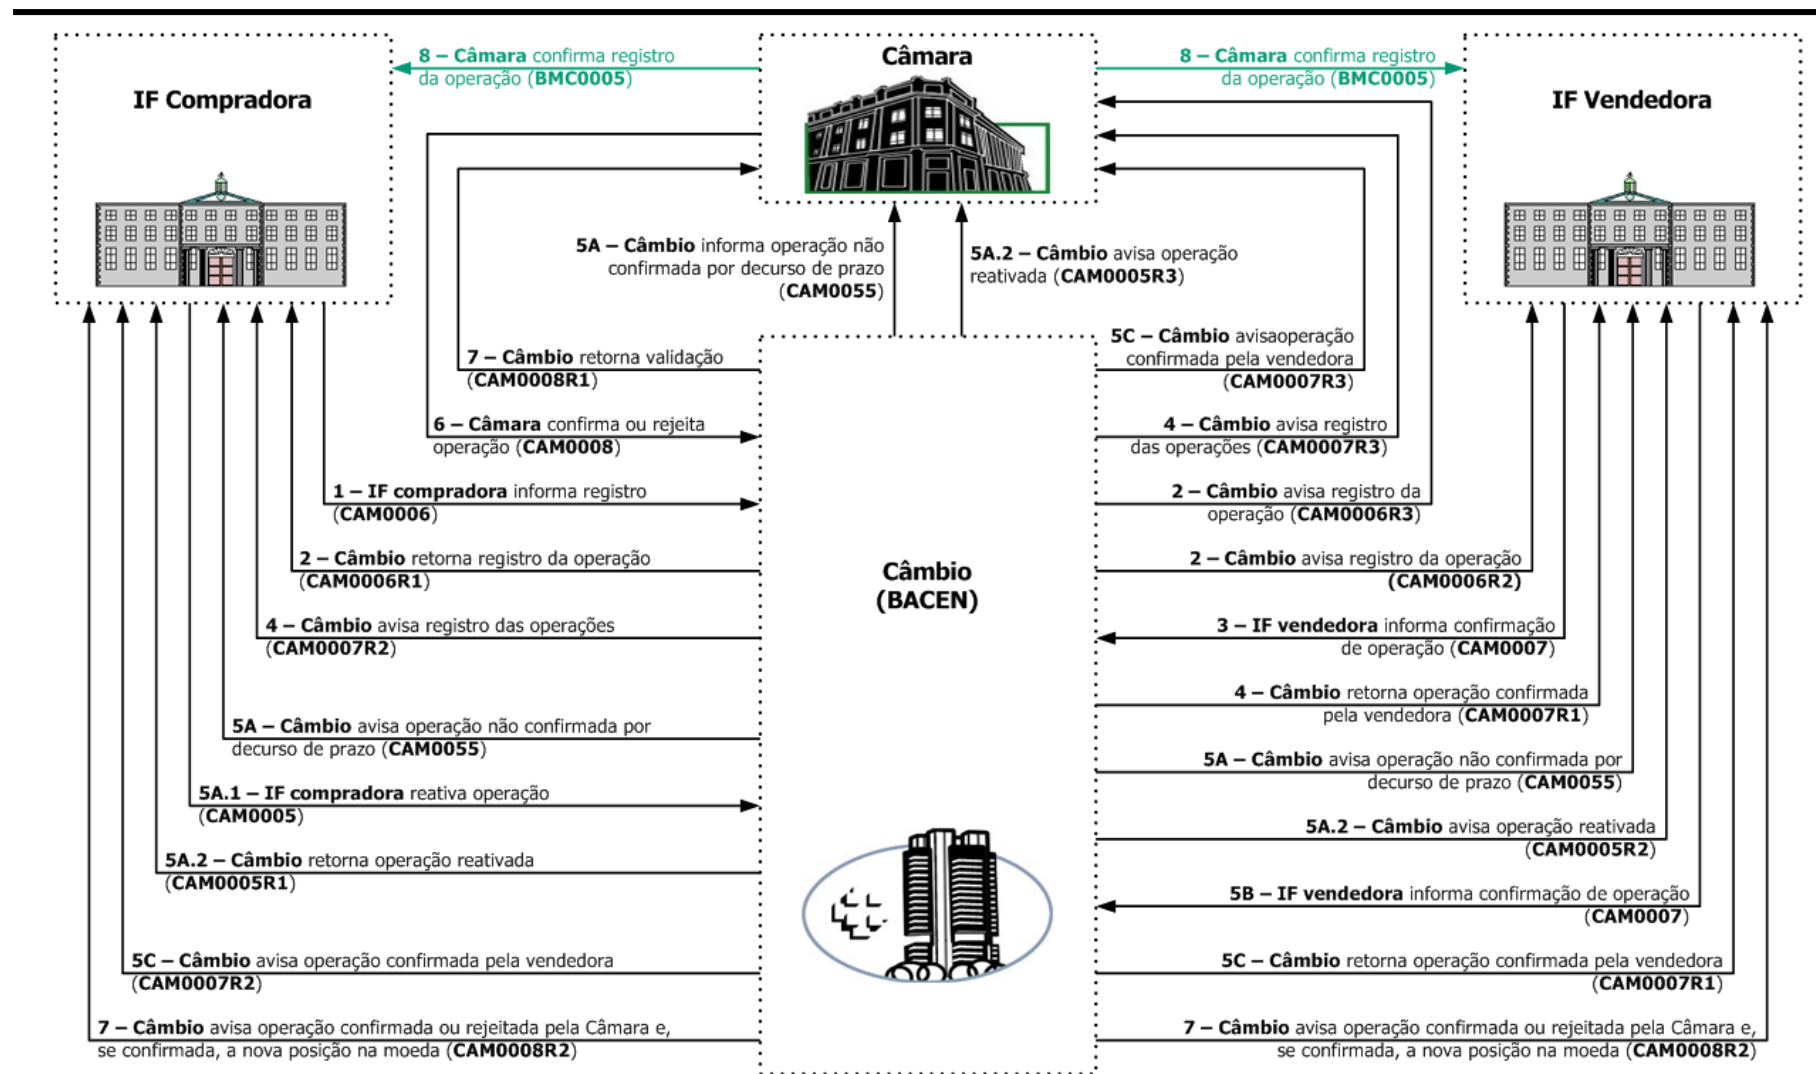 8 – Câmara confirma registro
da operação (BMC0005)
Câmara
8 – Câmara confirma registro
da operação (BMC0005)
IF Compradora
IF Vendedora
5A – Câmbio informa operação não
confirmada por decurso de prazo
(CAM0055)
5A.2 – Câmbio avisa operação
reativada (CAM0005R3)
7 – Câmbio retorna validação
(CAM0008R1)
5C – Câmbio avisaoperação
confirmada pela vendedora
(CAM0007R3)
6 – Câmara confirma ou rejeita
operação (CAM0008)
4 – Câmbio avisa registro
das operações (CAM0007R3)
1 – IF compradora informa registro
(CAM0006)
2 – Câmbio avisa registro da
operação (CAM0006R3)
2 – Câmbio retorna registro da operação
(CAM0006R1)
Câmbio
(BACEN)
2 – Câmbio avisa registro da operação
(CAM0006R2)
4 – Câmbio avisa registro das operações
(CAM0007R2)
3 – IF vendedora informa confirmação
de operação (CAM0007)
4 – Câmbio retorna operação confirmada
pela vendedora (CAM0007R1)
5A – Câmbio avisa operação não confirmada por
decurso de prazo (CAM0055)
5A – Câmbio avisa operação não confirmada por
decurso de prazo (CAM0055)
5A.1 – IF compradora reativa operação
(CAM0005)
5A.2 – Câmbio avisa operação reativada
(CAM0005R2)
5A.2 – Câmbio retorna operação reativada
(CAM0005R1)
5B – IF vendedora informa confirmação de operação
(CAM0007)
5C – Câmbio avisa operação confirmada pela vendedora
(CAM0007R2)
5C – Câmbio retorna operação confirmada pela vendedora
(CAM0007R1)
7 – Câmbio avisa operação confirmada ou rejeitada pela Câmara e,
se confirmada, a nova posição na moeda (CAM0008R2)
7 – Câmbio avisa operação confirmada ou rejeitada pela Câmara e,
se confirmada, a nova posição na moeda (CAM0008R2)